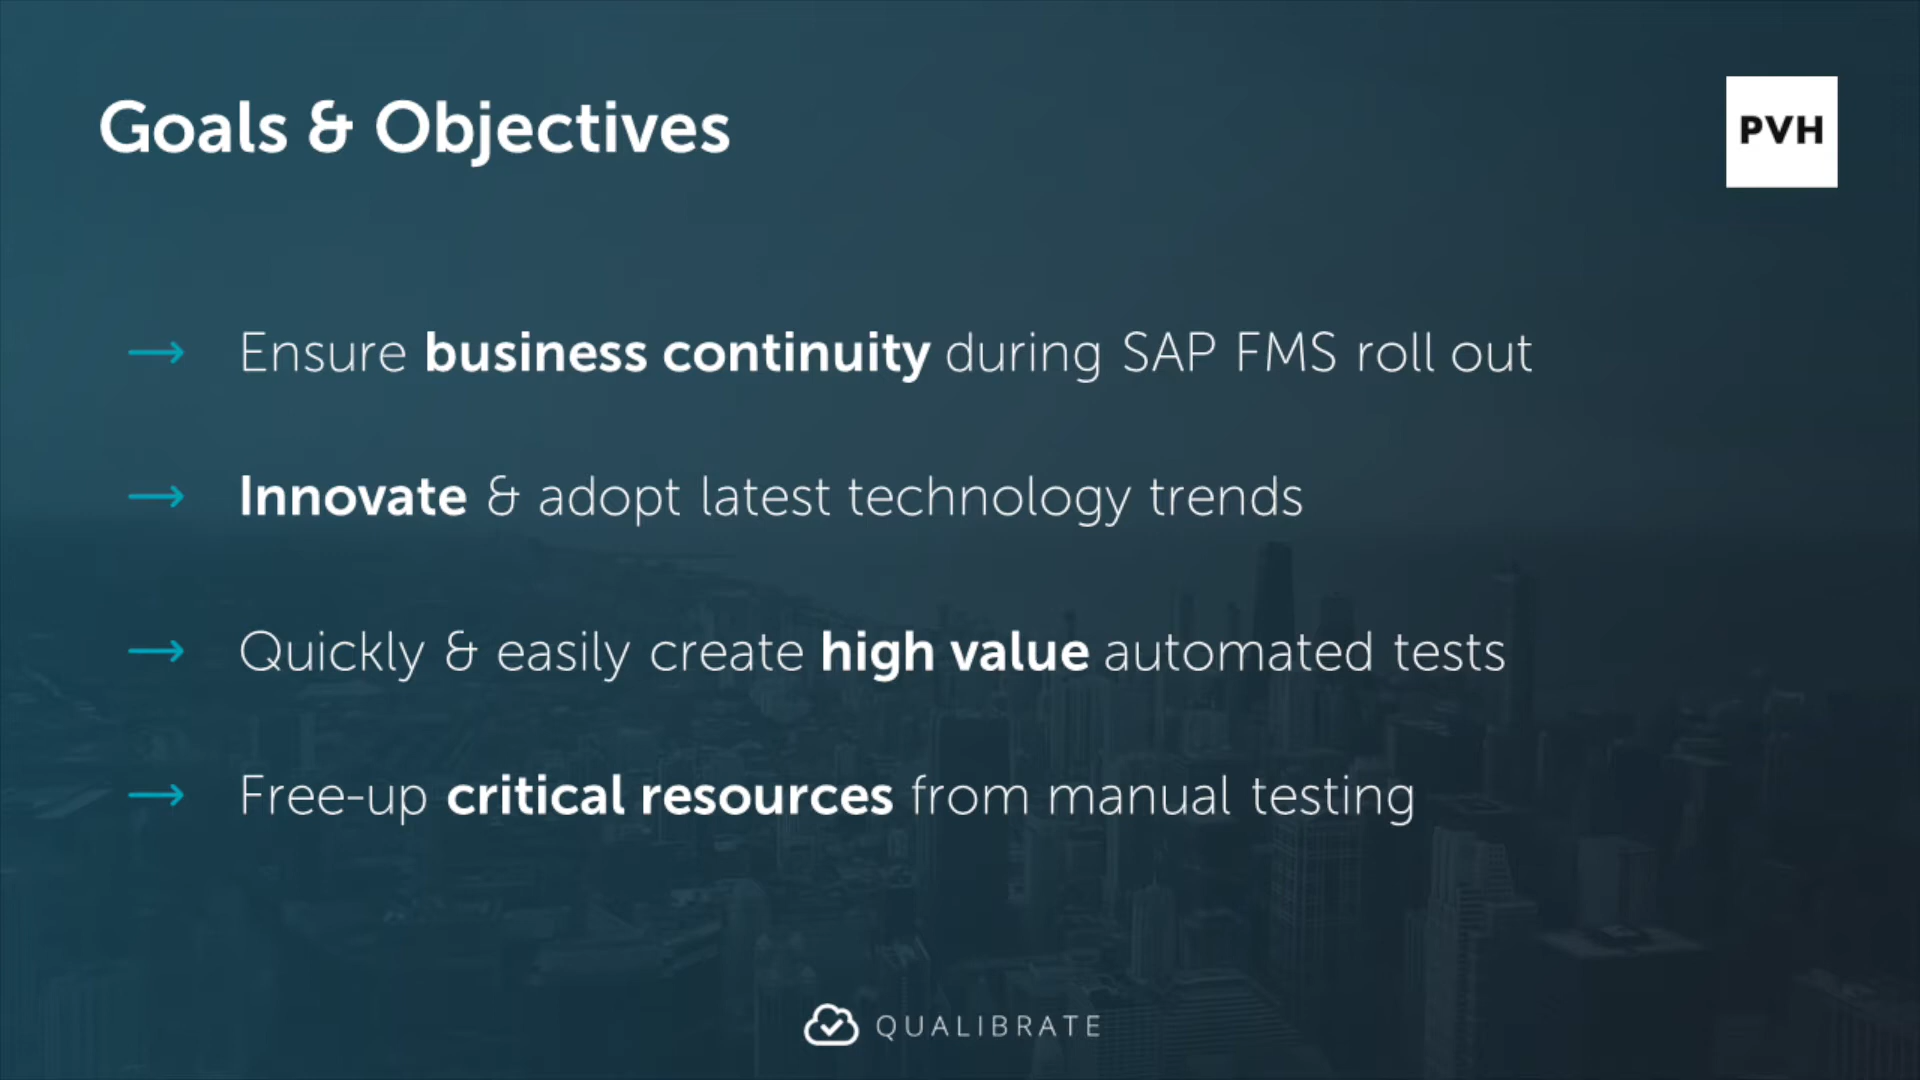 Goals & Objectives
PVH
Ensure business continuity during SAP FMS roll out
Innovate & adopt latest technology trends
Quickly & easily create high value automated tests
Free-up critical resources from manual testing
QUALIBRATE